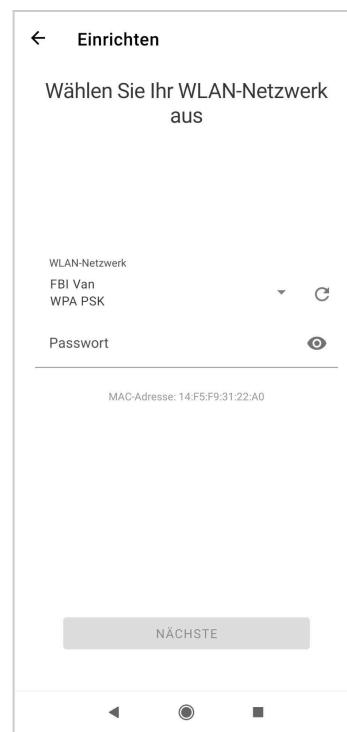 Einrichten
Wählen Sie Ihr WLAN-Netzwerk
aus
WLAN-Netzwerk
FBI Van
WPA PSK
Passwort
MAC-Adresse: 14:F5:F9:31:22:A0
NÄCHSTE